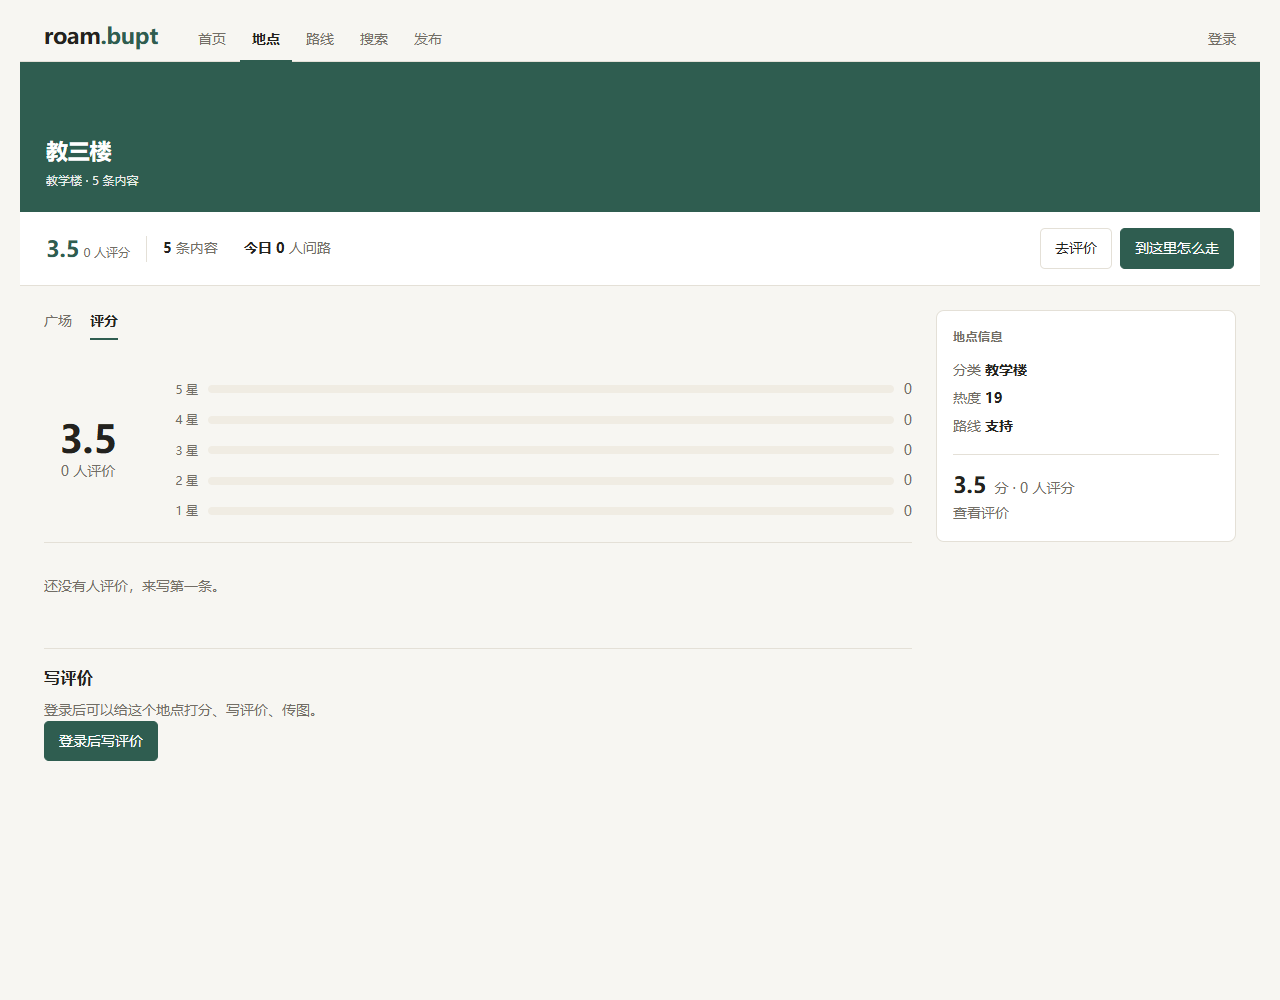 roam.bupt 首页 地点 路线 搜索 发布 登录
教三楼
教学楼 · 5 条内容
3.5 0 人评分 5 条内容 今日 0 人问路 去评价 到这里怎么走
广场 评分
5 星 0
4 星 0
3 星 0
2 星 0
1 星 0
3.5
0 人评价
还没有人评价，来写第一条。
写评价
登录后可以给这个地点打分、写评价、传图。
登录后写评价
地点信息
分类 教学楼
热度 19
路线 支持
3.5 分 · 0 人评分
查看评价